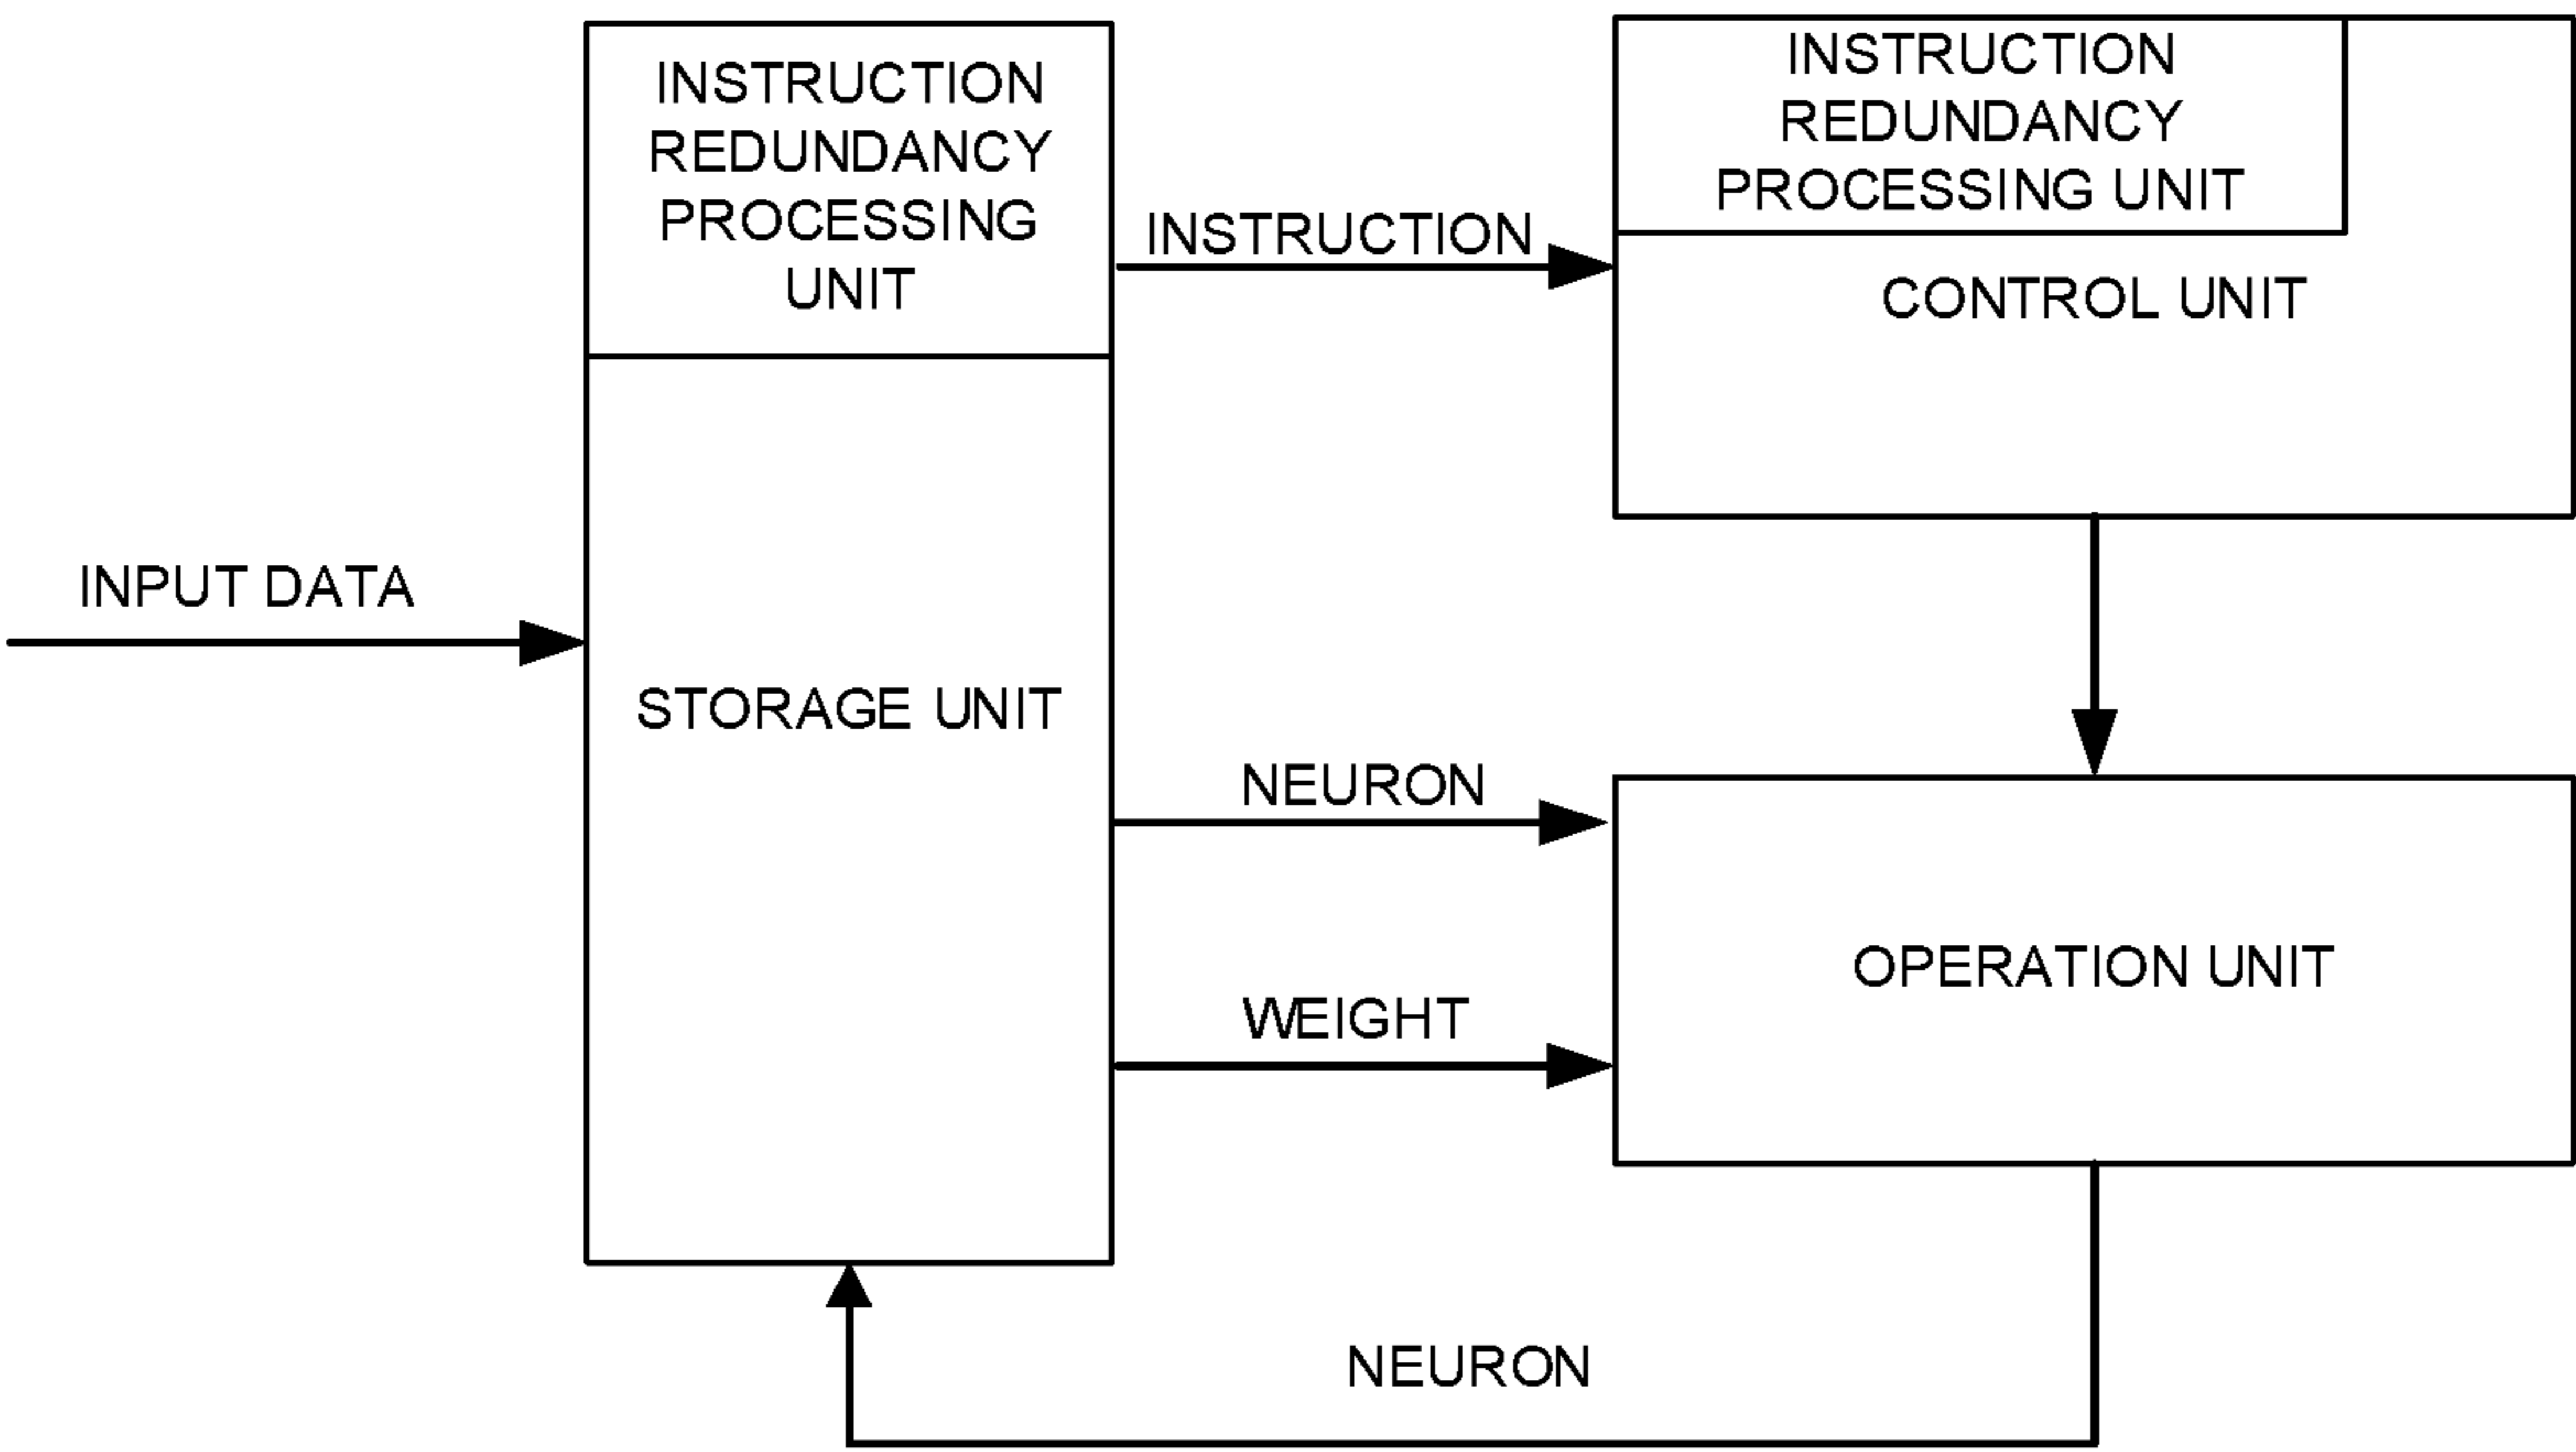 INSTRUCTION
REDUNDANCY
PROCESSING
UNIT
INSTRUCTION
INSTRUCTION
REDUNDANCY
PROCESSING UNIT
CONTROL UNIT
INPUT DATA
STORAGE UNIT
NEURON
WEIGHT
OPERATION UNIT
NEURON